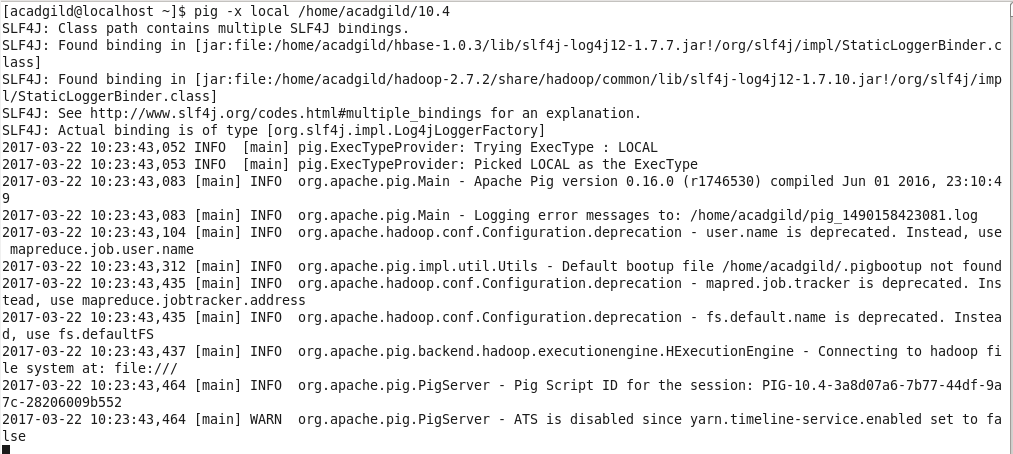 [acadgild@localhost ~]$ pig -x local /home/acadgild/10.4
SLF4J: Class path contains multiple SLF4J bindings.
SLF4J: Found binding in [jar:file:/home/acadgild/hbase-1.0.3/lib/slf4j-log4j12-1.7.7.jar!/org/slf4j/impl/StaticLoggerBinder.c
lass]
SLF4J: Found binding in [jar:file:/home/acadgild/hadoop-2.7.2/share/hadoop/common/lib/slf4j-log4j12-1.7.10.jar!/org/slf4j/imp
l/StaticLoggerBinder.class]
SLF4J: See http://www.slf4j.org/codes.html#multiple_bindings for an explanation.
SLF4J: Actual binding is of type [org.slf4j.impl.Log4jLoggerFactory]
2017-03-22 10:23:43,052 INFO  [main] pig.ExecTypeProvider: Trying ExecType : LOCAL
2017-03-22 10:23:43,053 INFO  [main] pig.ExecTypeProvider: Picked LOCAL as the ExecType
2017-03-22 10:23:43,083 [main] INFO  org.apache.pig.Main - Apache Pig version 0.16.0 (r1746530) compiled Jun 01 2016, 23:10:4
9
2017-03-22 10:23:43,083 [main] INFO  org.apache.pig.Main - Logging error messages to: /home/acadgild/pig_1490158423081.log
2017-03-22 10:23:43,104 [main] INFO  org.apache.hadoop.conf.Configuration.deprecation - user.name is deprecated. Instead, use
 mapreduce.job.user.name
2017-03-22 10:23:43,312 [main] INFO  org.apache.pig.impl.util.Utils - Default bootup file /home/acadgild/.pigbootup not found
2017-03-22 10:23:43,435 [main] INFO  org.apache.hadoop.conf.Configuration.deprecation - mapred.job.tracker is deprecated. Ins
tead, use mapreduce.jobtracker.address
2017-03-22 10:23:43,435 [main] INFO  org.apache.hadoop.conf.Configuration.deprecation - fs.default.name is deprecated. Instea
d, use fs.defaultFS
2017-03-22 10:23:43,437 [main] INFO  org.apache.pig.backend.hadoop.executionengine.HExecutionEngine - Connecting to hadoop fi
le system at: file:///
2017-03-22 10:23:43,464 [main] INFO  org.apache.pig.PigServer - Pig Script ID for the session: PIG-10.4-3a8d07a6-7b77-44df-9a
7c-28206009b552
2017-03-22 10:23:43,464 [main] WARN  org.apache.pig.PigServer - ATS is disabled since yarn.timeline-service.enabled set to fa
lse